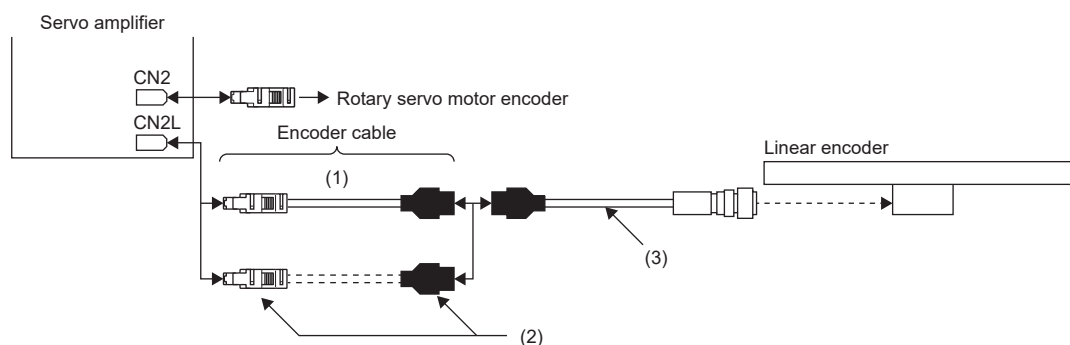 Servo amplifier
CN2
Rotary servo motor encoder
CN2L
Encoder cable
Linear encoder
(1)
(3)
(2)